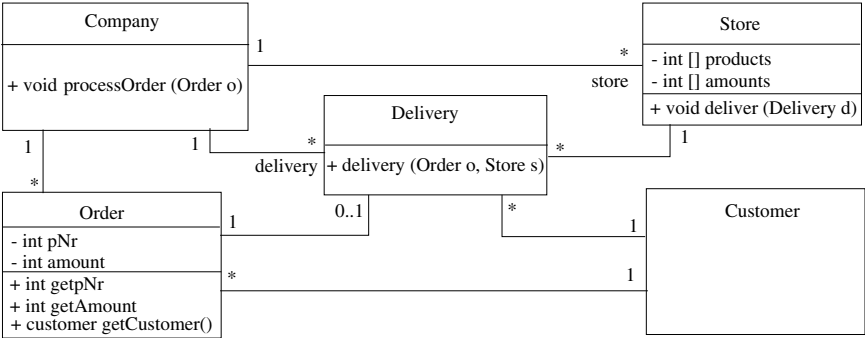 Company
+ void processOrder (Order o)
1
*
store
Store
- int [] products
- int [] amounts
+ void deliver (Delivery d)
1
1
*
delivery
Delivery
+ delivery (Order o, Store s)
*
1
*
Order
- int pNr
- int amount
+ int getpNr
+ int getAmount
+ customer getCustomer()
1
0..1
*
1
*
1
Customer